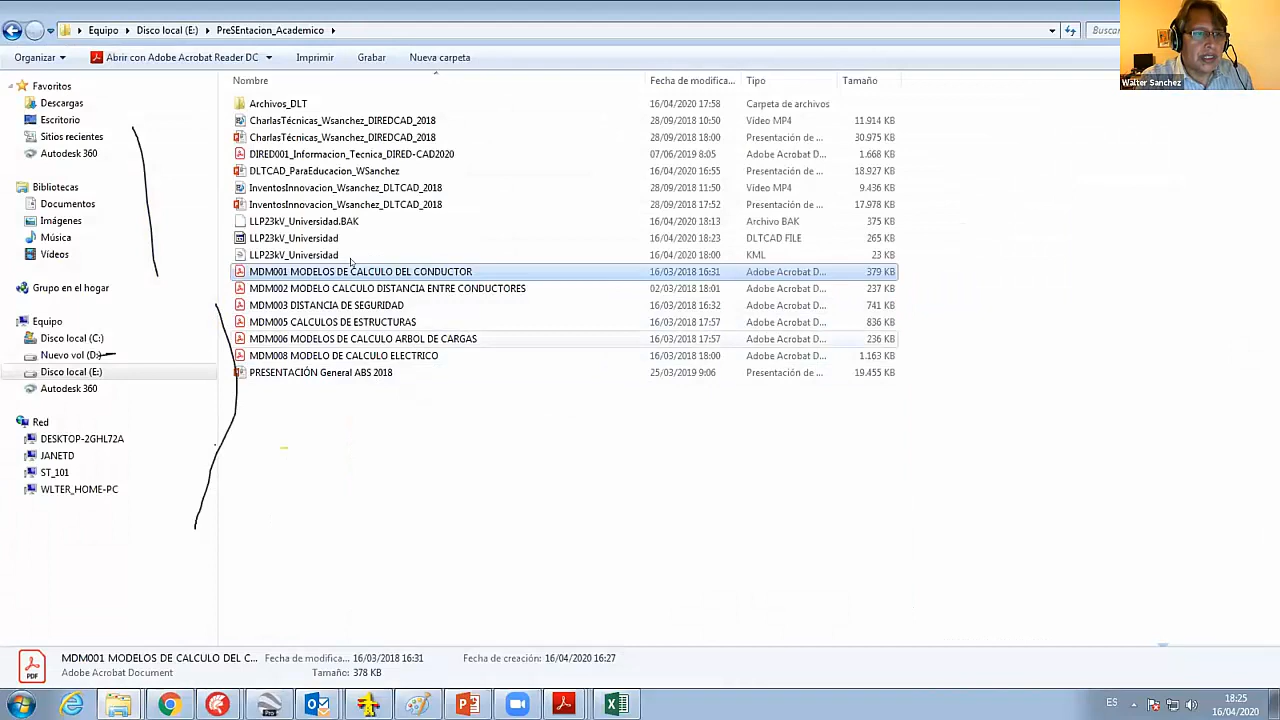 Equipo Disco local (E:) PreSEntacion_Academico Buscar
Organizar Abrir con Adobe Acrobat Reader DC Imprimir Grabar Nueva carpeta
Favoritos
Descargas
Escritorio
Sitios recientes
Autodesk 360
Bibliotecas
Documentos
Imágenes
Música
Vídeos
Grupo en el hogar
Equipo
Disco local (C:)
Nuevo vol (D:)
Disco local (E:)
Autodesk 360
Red
DESKTOP-2GHL72A
JANETD
ST_101
WLTER_HOME-PC
Nombre Fecha de modifica... Tipo Tamaño
Archivos_DLT 16/04/2020 17:58 Carpeta de archivos
CharlasTécnicas_Wsanchez_DIREDCAD_2018 28/09/2018 10:50 Vídeo MP4 11.914 KB
CharlasTécnicas_Wsanchez_DIREDCAD_2018 28/09/2018 18:00 Presentación de ... 30.975 KB
DIRED001_Informacion_Tecnica_DIRED-CAD2020 07/06/2019 8:05 Adobe Acrobat D... 1.668 KB
DLTCAD_ParaEducacion_WSanchez 16/04/2020 16:55 Presentación de ... 18.927 KB
InventosInnovacion_Wsanchez_DLTCAD_2018 28/09/2018 11:50 Vídeo MP4 9.436 KB
InventosInnovacion_Wsanchez_DLTCAD_2018 28/09/2018 17:52 Presentación de ... 17.978 KB
LLP23kV_Universidad.BAK 16/04/2020 18:13 Archivo BAK 375 KB
LLP23kV_Universidad 16/04/2020 18:23 DLTCAD FILE 265 KB
LLP23kV_Universidad 16/04/2020 18:00 KML 23 KB
MDM001 MODELOS DE CALCULO DEL CONDUCTOR 16/03/2018 16:31 Adobe Acrobat D... 379 KB
MDM002 MODELO CALCULO DISTANCIA ENTRE CONDUCTORES 02/03/2018 18:01 Adobe Acrobat D... 237 KB
MDM003 DISTANCIA DE SEGURIDAD 16/03/2018 16:32 Adobe Acrobat D... 741 KB
MDM005 CALCULOS DE ESTRUCTURAS 16/03/2018 17:57 Adobe Acrobat D... 836 KB
MDM006 MODELOS DE CALCULO ARBOL DE CARGAS 16/03/2018 17:57 Adobe Acrobat D... 236 KB
MDM008 MODELO DE CALCULO ELECTRICO 16/03/2018 18:00 Adobe Acrobat D... 1.163 KB
PRESENTACIÓN General ABS 2018 25/03/2019 9:06 Presentación de ... 19.455 KB
Walter Sanchez
MDM001 MODELOS DE CALCULO DEL C... Fecha de modifica... 16/03/2018 16:31 Fecha de creación: 16/04/2020 16:27
Adobe Acrobat Document Tamaño: 378 KB
PDF
Pro
ES 18:25
16/04/2020